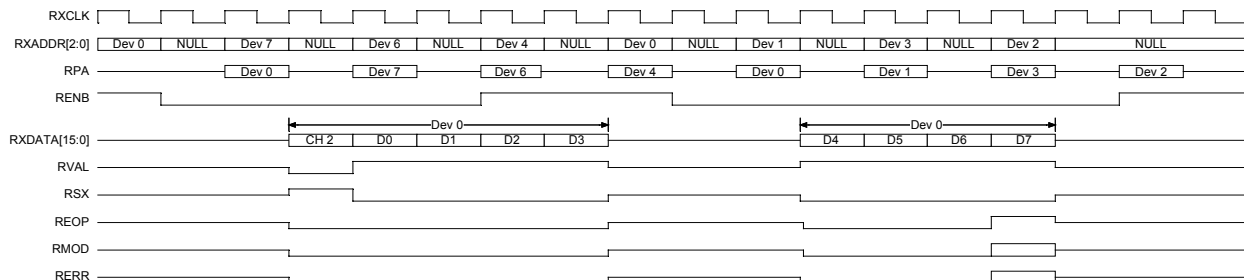 RXCLK
RXADDR[2:0] Dev 0 NULL Dev 7 NULL Dev 6 NULL Dev 4 NULL Dev 0 NULL Dev 1 NULL Dev 3 NULL Dev 2 NULL
RPA Dev 0 Dev 7 Dev 6 Dev 4 Dev 0 Dev 1 Dev 3 Dev 2
RENB
Dev 0 Dev 0
RXDATA[15:0] CH 2 D0 D1 D2 D3 D4 D5 D6 D7
RVAL
RSX
REOP
RMOD
RERR